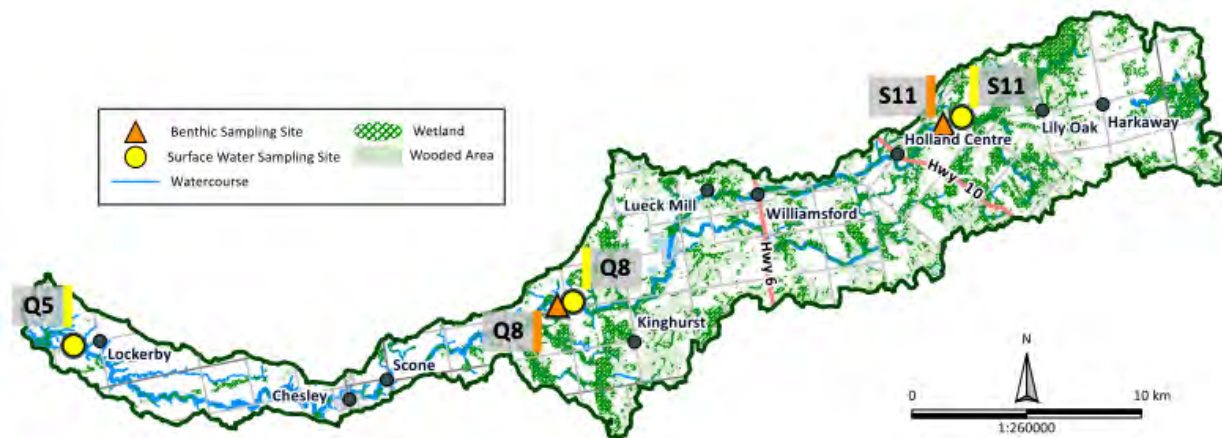 S11
S11
Benthic Sampling Site
Wetland
Surface Water Sampling Site
Wooded Area
Watercourse
Lily Oak
Harkaway
Holland Centre
Hwy 10
Lueck Mill
Williamsford
Hwy 6
Q8
Q5
Q8
Kinghurst
Lockerby
Scone
Chesley
N
0
10 km
1:260000